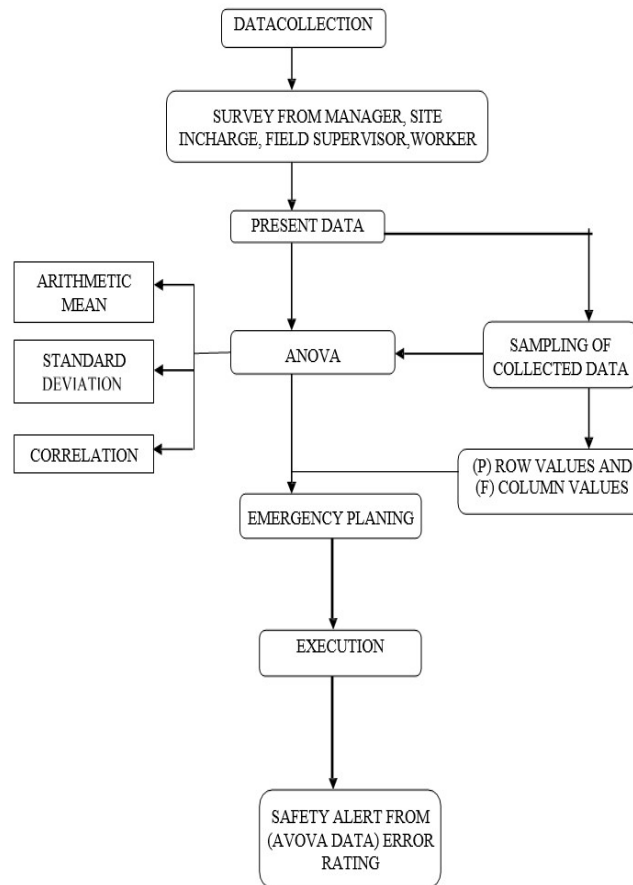 DATACOLLECTION
SURVEY FROM MANAGER, SITE
INCHARGE, FIELD SUPERVISOR,WORKER
PRESENT DATA
ARITHMETIC
MEAN
STANDARD
DEVIATION
CORRELATION
ANOVA
SAMPLING OF
COLLECTED DATA
(P) ROW VALUES AND
(F) COLUMN VALUES
EMERGENCY PLANING
EXECUTION
SAFETY ALERT FROM
(AVOVA DATA) ERROR
RATING